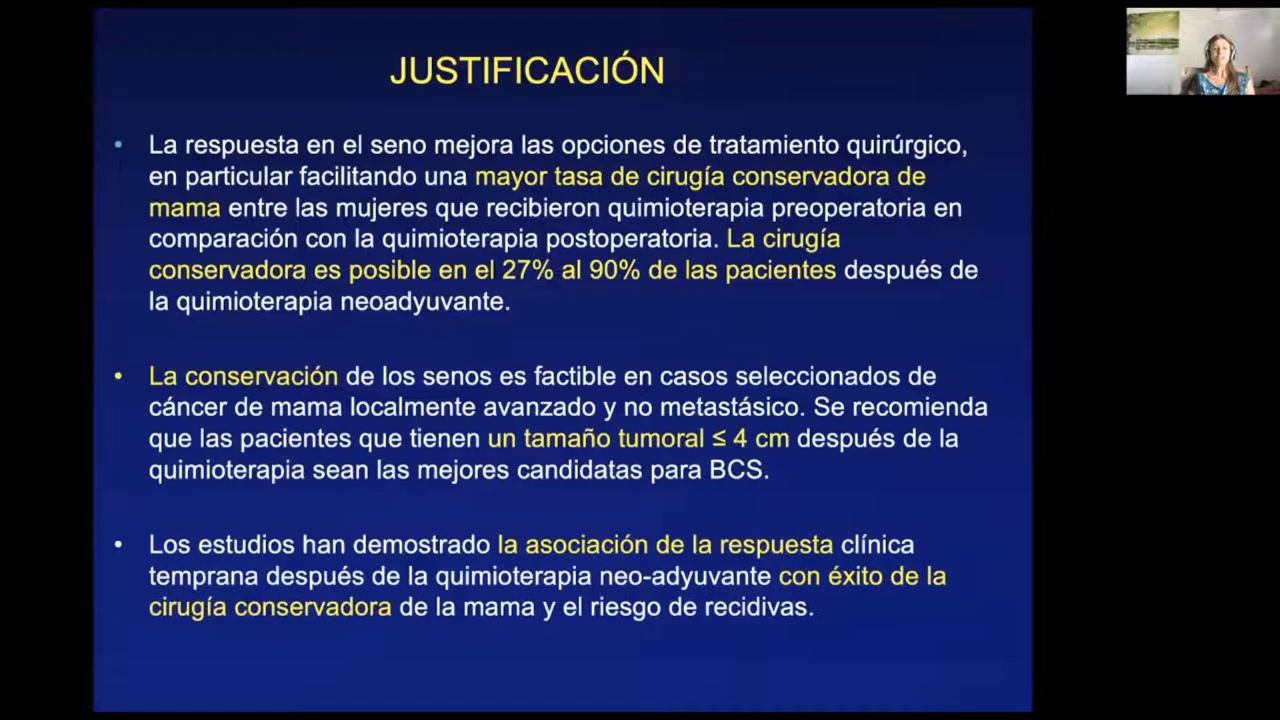 JUSTIFICACIÓN
• La respuesta en el seno mejora las opciones de tratamiento quirúrgico,
en particular facilitando una mayor tasa de cirugía conservadora de
mama entre las mujeres que recibieron quimioterapia preoperatoria en
comparación con la quimioterapia postoperatoria. La cirugía
conservadora es posible en el 27% al 90% de las pacientes después de
la quimioterapia neoadyuvante.
• La conservación de los senos es factible en casos seleccionados de
cáncer de mama localmente avanzado y no metastásico. Se recomienda
que las pacientes que tienen un tamaño tumoral ≤ 4 cm después de la
quimioterapia sean las mejores candidatas para BCS.
• Los estudios han demostrado la asociación de la respuesta clínica
temprana después de la quimioterapia neo-adyuvante con éxito de la
cirugía conservadora de la mama y el riesgo de recidivas.